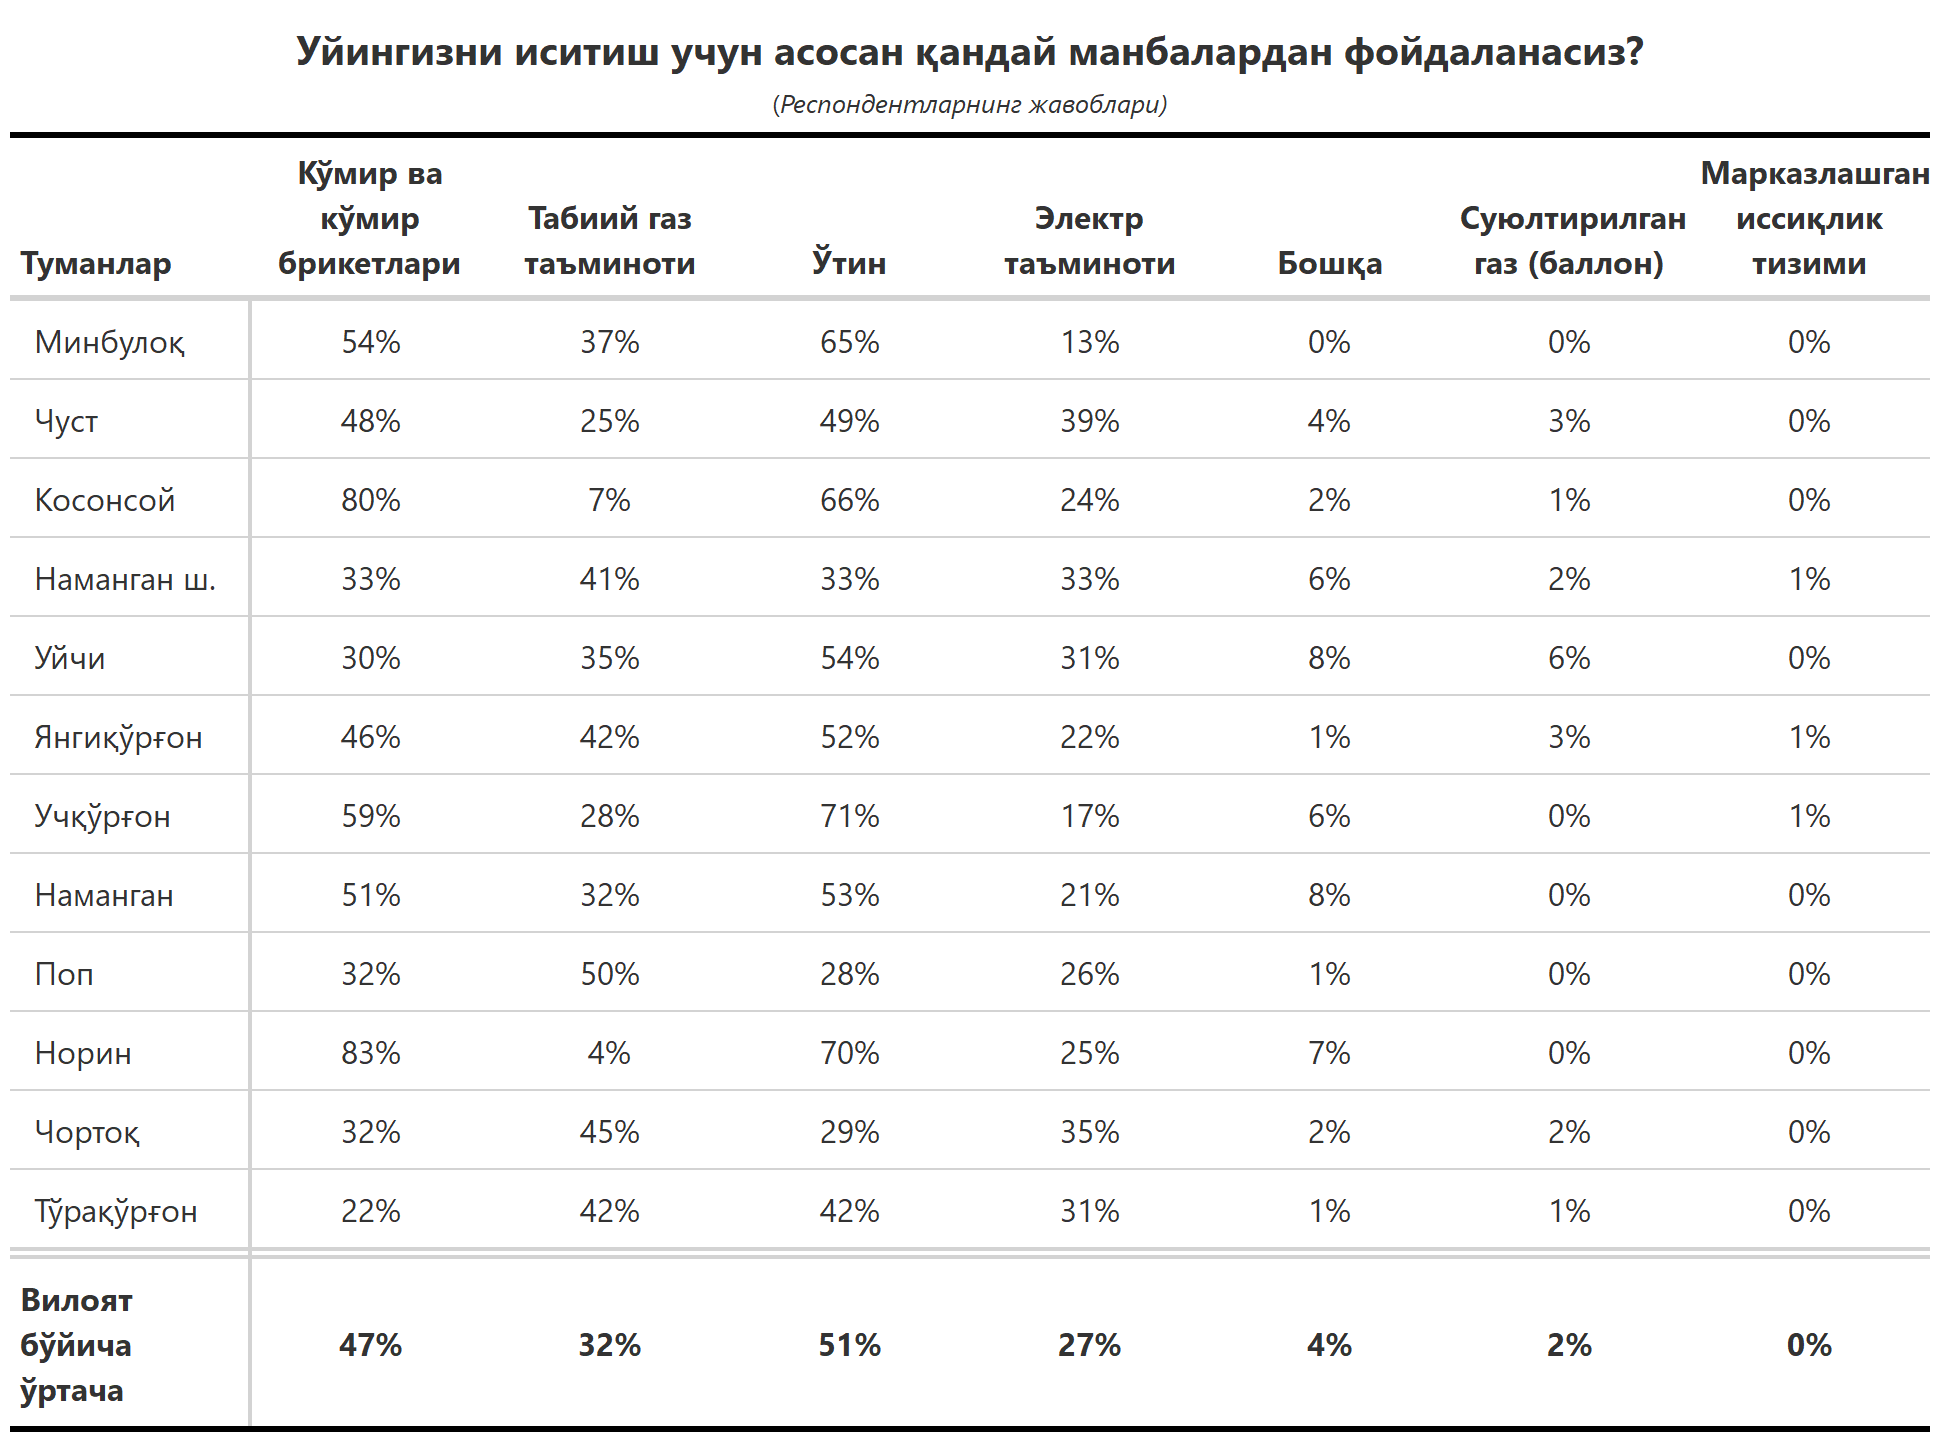 Уйингизни иситиш учун асосан қандай манбалардан фойдаланасиз?
(Респондентларнинг жавоблари)
Туманлар Кўмир ва кўмир брикетлари Табиий газ таъминоти Ўтин Электр таъминоти Бошқа Суюлтирилган газ (баллон) Марказлашган иссиқлик тизими
Минбулоқ 54% 37% 65% 13% 0% 0% 0%
Чуст 48% 25% 49% 39% 4% 3% 0%
Косонсой 80% 7% 66% 24% 2% 1% 0%
Наманган ш. 33% 41% 33% 33% 6% 2% 1%
Уйчи 30% 35% 54% 31% 8% 6% 0%
Янгиқўрғон 46% 42% 52% 22% 1% 3% 1%
Учқўрғон 59% 28% 71% 17% 6% 0% 1%
Наманган 51% 32% 53% 21% 8% 0% 0%
Поп 32% 50% 28% 26% 1% 0% 0%
Норин 83% 4% 70% 25% 7% 0% 0%
Чортоқ 32% 45% 29% 35% 2% 2% 0%
Тўрақўрғон 22% 42% 42% 31% 1% 1% 0%
Вилоят бўйича ўртача 47% 32% 51% 27% 4% 2% 0%